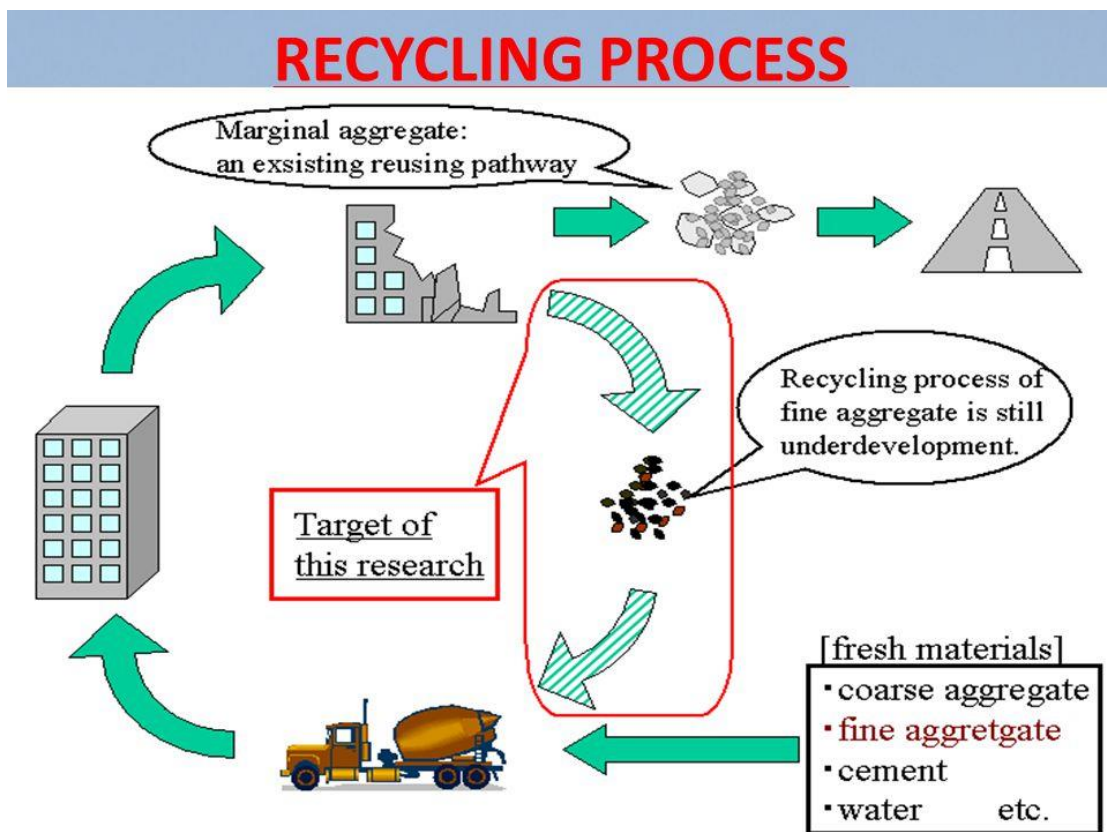 RECYCLING PROCESS
Marginal aggregate:
an exsisting reusing pathway
Recycling process of
fine aggregate is still
underdevelopment.
Target of
this research
[fresh materials]
・coarse aggregate
・fine aggretgate
・cement
・water etc.